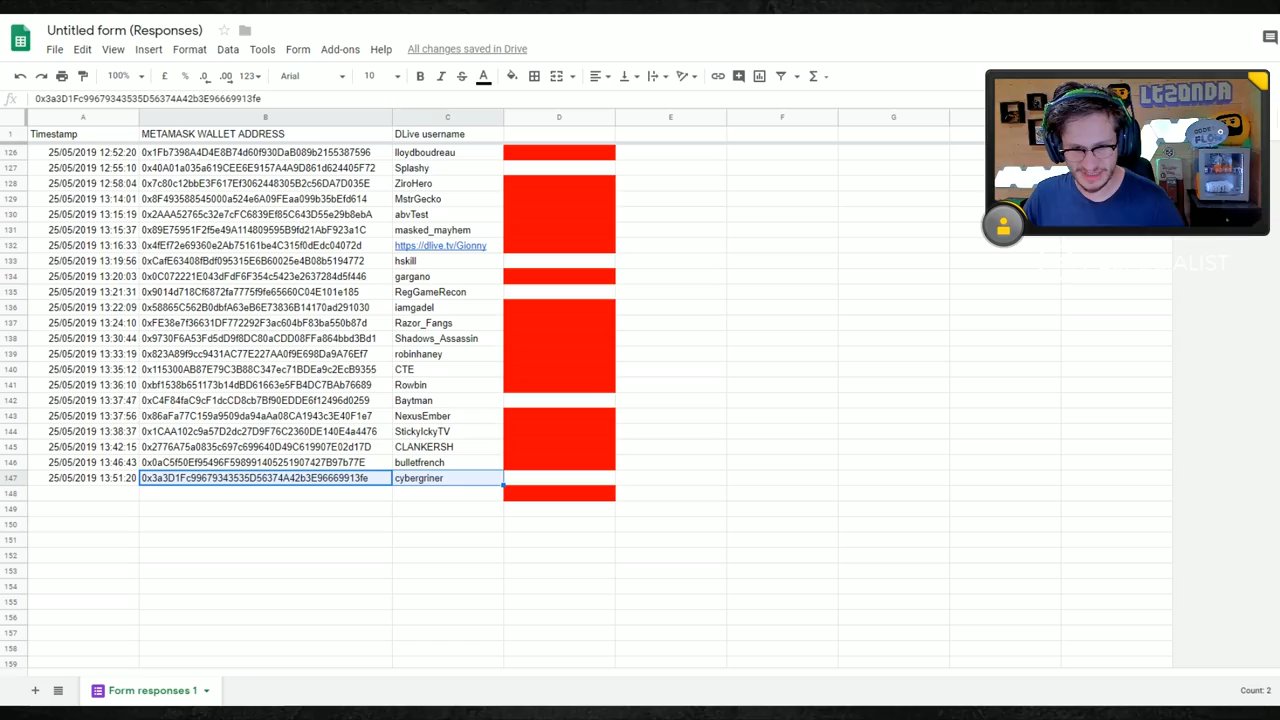 Untitled form (Responses)
File Edit View Insert Format Data Tools Form Add-ons Help All changes saved in Drive
100% £ % .0 .00 123 Arial 10 B I S A
fx 0x3a3D1Fc99679343535D56374A42b3E96669913fe
A B C D E F G
1 Timestamp METAMASK WALLET ADDRESS DLive username
126 25/05/2019 12:52:20 0x1Fb7398A4D4E8B74d60f930DaB089b2155387596 lloydboudreau
127 25/05/2019 12:55:10 0x40A01a035a619CEE6E9157A4A9D861d624405F72 Splashy
128 25/05/2019 12:58:04 0x7c80c12bbE3F617Ef3062448305B2c56DA7D035E ZiroHero
129 25/05/2019 13:14:01 0x8F493588545000a524e6A09FEaa099b35bEfd614 MstrGecko
130 25/05/2019 13:15:19 0x2AAA52765c32e7cFC6839Ef85C643D55e29b8ebA abvTest
131 25/05/2019 13:15:37 0x89E75951F2f5e49A114809595B9fd21AbF923a1C masked_mayhem
132 25/05/2019 13:16:33 0x4fEf72e69360e2Ab75161be4C315f0dEdc04072d https://dlive.tv/Gionny
133 25/05/2019 13:19:56 0xCafE63408fBdf095315E6B60025e4B08b5194723 hskill
134 25/05/2019 13:20:03 0x0C072221E043dFdF6F354c5423e2637284d5f446 gargano
135 25/05/2019 13:21:31 0x9014d718Cf6872fa7775f9fe65660C04E101e185 RegGameRecon
136 25/05/2019 13:22:09 0x58865C562B0dbfA63eB6E73836B14170ad291030 iamgadel
137 25/05/2019 13:24:10 0xFE38e7f36631DF772292F3ac604bF83ba550b87d Razor_Fangs
138 25/05/2019 13:30:44 0x9730F6A53Fd5dD9f8DC80aCDD08FFa864bbd3Bd1 Shadows_Assassin
139 25/05/2019 13:33:19 0x823A89f9cc9431AC77E227AA0f9E698Da9A76Ef7 robinhaney
140 25/05/2019 13:35:12 0x115300AB87E79C3B88C347ec71BDEa9c2EcB9355 CTE
141 25/05/2019 13:36:10 0xbf1538b651173b14dBD61663e5FB4DC7BAb76689 Rowbin
142 25/05/2019 13:37:47 0xC4F84faC9cF1dcCD8cb7Bf90EDDE6f12496d0259 Baytman
143 25/05/2019 13:37:56 0x86aFa77C159a9509da94aAa08CA1943c3E40F1e7 NexusEmber
144 25/05/2019 13:38:37 0x1CAA102c9a57D2dc27D9F76C2360DE140E4a4476 StickyIckyTV
145 25/05/2019 13:42:15 0x2776A75a0835c697c699640D49C619907E02d17D CLANKERSH
146 25/05/2019 13:46:43 0x0aC5f50Ef95496F598991405251907427B97b77E bulletfrench
147 25/05/2019 13:51:20 0x3a3D1Fc99679343535D56374A42b3E96669913fe cybergriner
148
149
150
151
152
153
154
155
156
157
158
159
Form responses 1
Count: 2
LTZONDA
CODE
FLOW